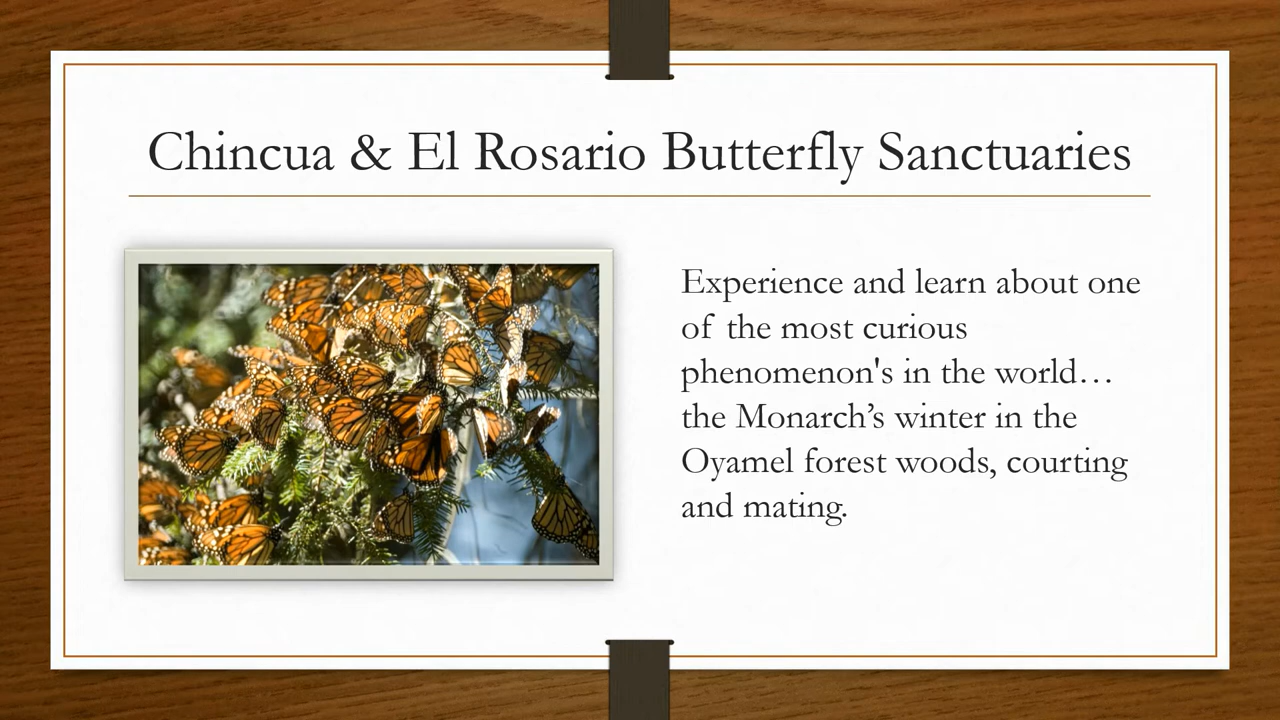 Chincua & El Rosario Butterfly Sanctuaries
Experience and learn about one
of the most curious
phenomenon's in the world…
the Monarch’s winter in the
Oyamel forest woods, courting
and mating.